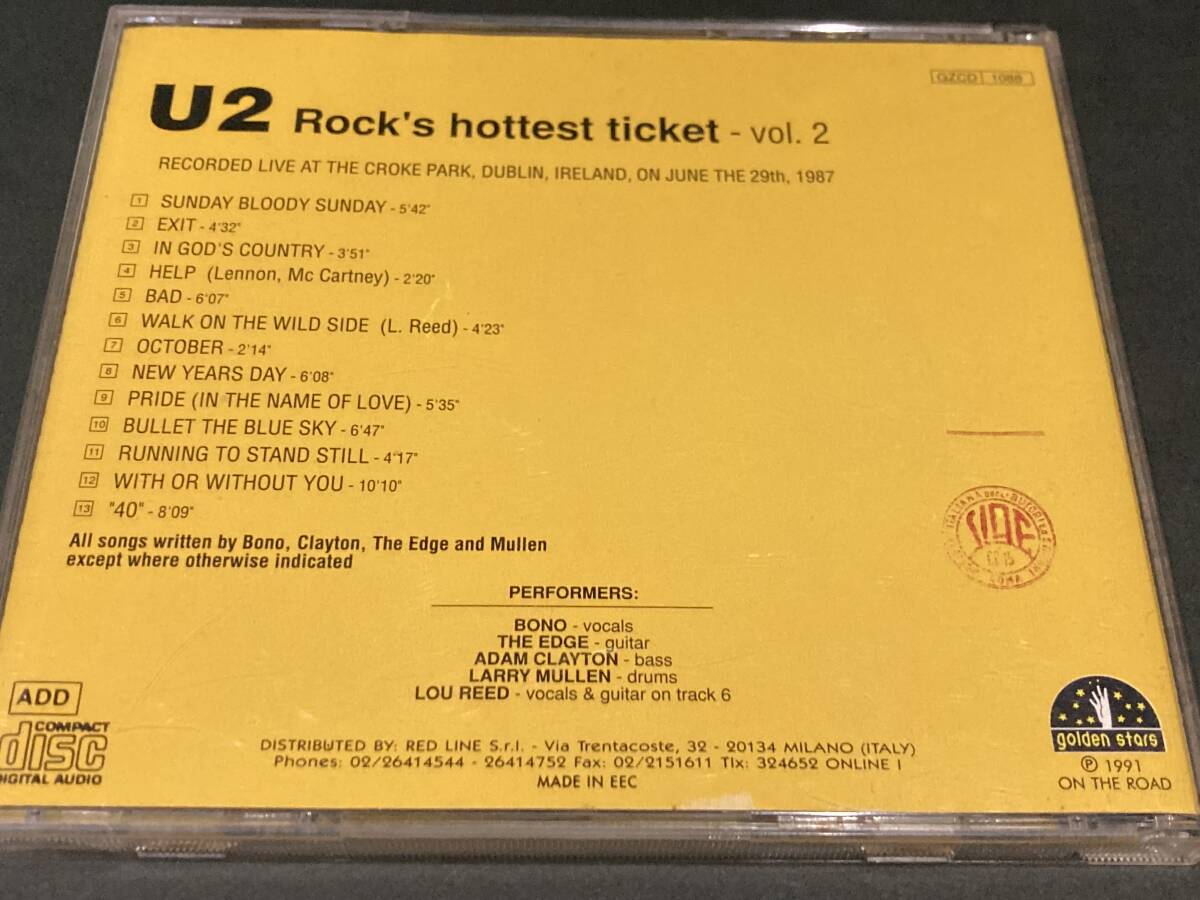 GZCD 1088
U2 Rock's hottest ticket - vol. 2
RECORDED LIVE AT THE CROKE PARK, DUBLIN, IRELAND, ON JUNE THE 29th, 1987
1 SUNDAY BLOODY SUNDAY - 5'42"
2 EXIT - 4'32"
3 IN GOD'S COUNTRY - 3'51"
4 HELP (Lennon, Mc Cartney) - 2'20"
5 BAD - 6'07"
6 WALK ON THE WILD SIDE (L. Reed) - 4'23"
7 OCTOBER - 2'14"
8 NEW YEARS DAY - 6'08"
9 PRIDE (IN THE NAME OF LOVE) - 5'35"
10 BULLET THE BLUE SKY - 6'47"
11 RUNNING TO STAND STILL - 4'17"
12 WITH OR WITHOUT YOU - 10'10"
13 "40" - 8'09"
All songs written by Bono, Clayton, The Edge and Mullen
except where otherwise indicated
SIAE
ROMA
PERFORMERS:
BONO - vocals
THE EDGE - guitar
ADAM CLAYTON - bass
LARRY MULLEN - drums
LOU REED - vocals & guitar on track 6
ADD
COMPACT
disc
DIGITAL AUDIO
DISTRIBUTED BY: RED LINE S.r.l. - Via Trentacoste, 32 - 20134 MILANO (ITALY)
Phones: 02/26414544 - 26414752 Fax: 02/2151611 Tlx: 324652 ONLINE I
MADE IN EEC
golden stars
℗ 1991
ON THE ROAD